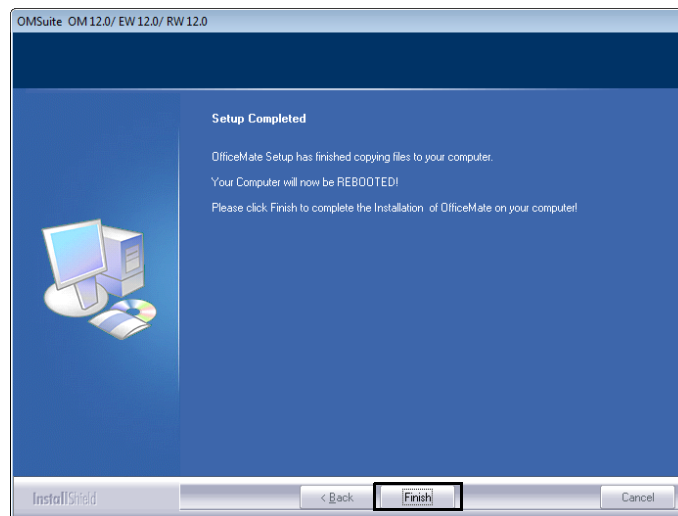 OMSuite OM 12.0/ EW 12.0/ RW 12.0
Setup Completed
OfficeMate Setup has finished copying files to your computer.
Your Computer will now be REBOOTED!
Please click Finish to complete the Installation of OfficeMate on your computer!
InstallShield
< Back
Finish
Cancel